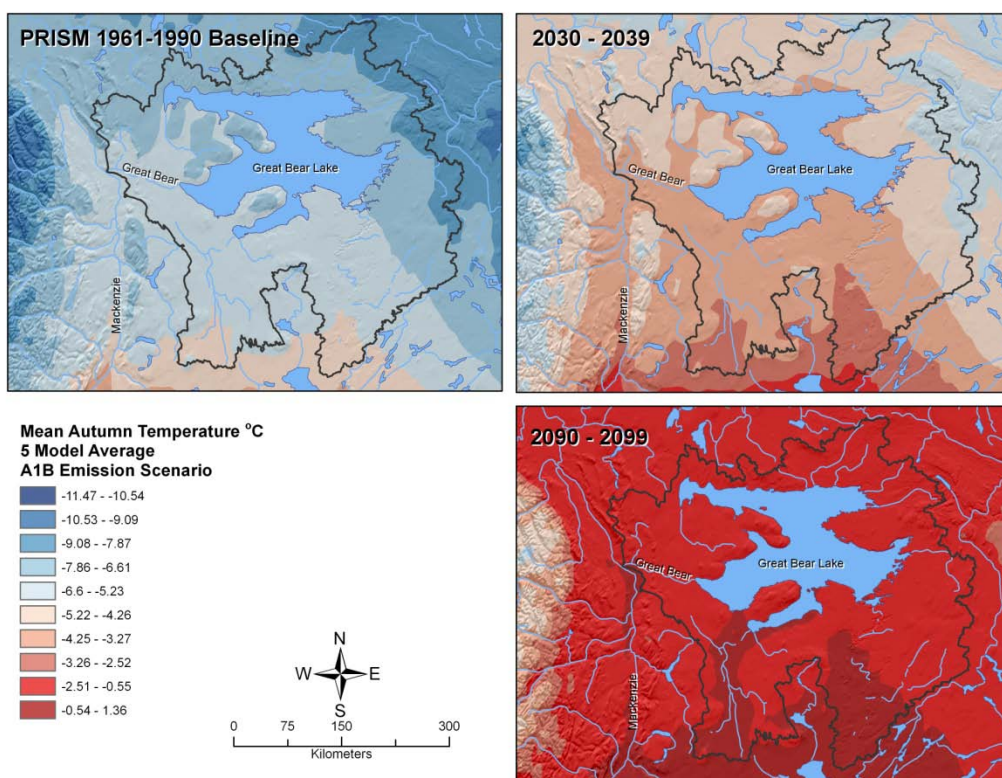 PRISM 1961-1990 Baseline
Great Bear
Great Bear Lake
Mackenzie
2030 - 2039
Great Bear
Great Bear Lake
Mackenzie
Mean Autumn Temperature °C
5 Model Average
A1B Emission Scenario
-11.47 - -10.54
-10.53 - -9.09
-9.08 - -7.87
-7.86 - -6.61
-6.6 - -5.23
-5.22 - -4.26
-4.25 - -3.27
-3.26 - -2.52
-2.51 - -0.55
-0.54 - 1.36
N
W E
S
0 75 150 300
Kilometers
2090 - 2099
Great Bear
Great Bear Lake
Mackenzie